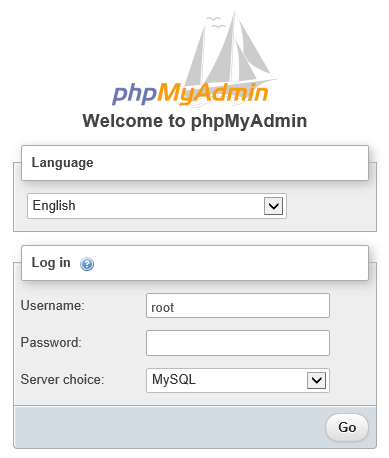 phpMyAdmin
Welcome to phpMyAdmin
Language
English
Log in
Username: root
Password:
Server choice: MySQL
Go